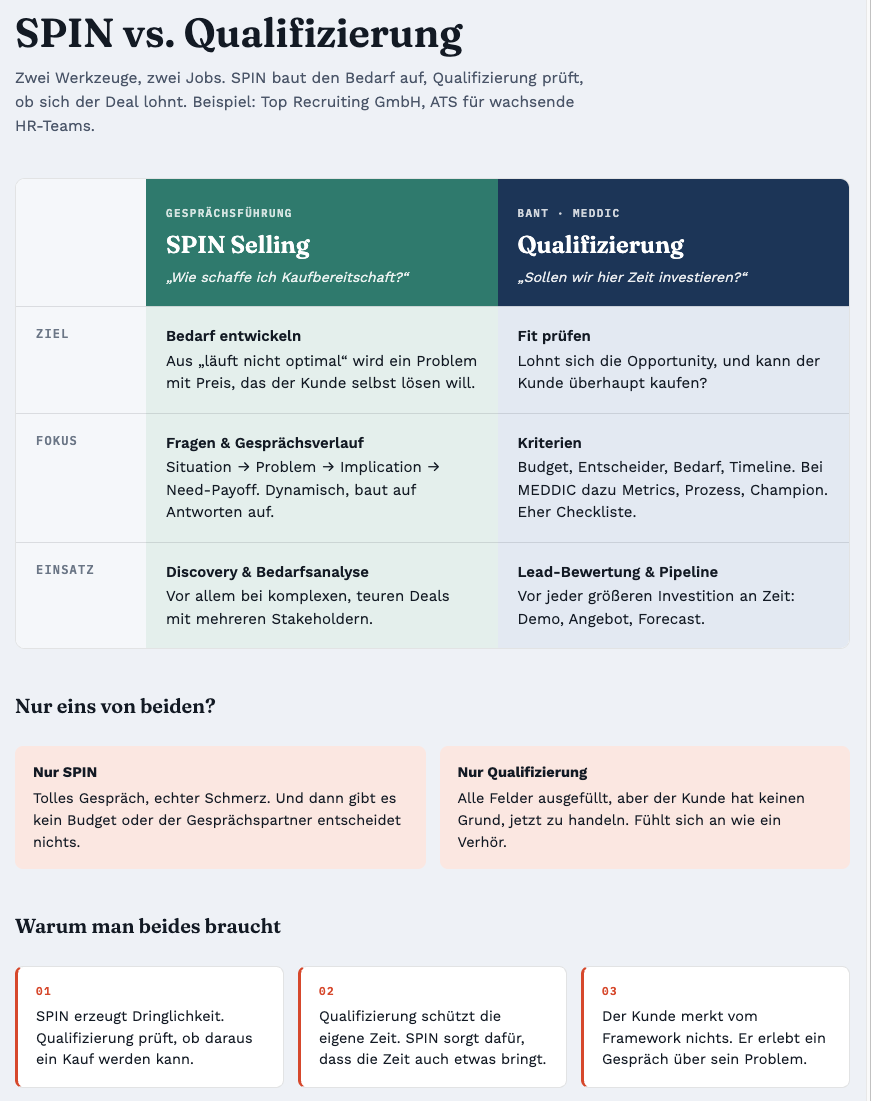 SPIN vs. Qualifizierung
Zwei Werkzeuge, zwei Jobs. SPIN baut den Bedarf auf, Qualifizierung prüft,
ob sich der Deal lohnt. Beispiel: Top Recruiting GmbH, ATS für wachsende
HR-Teams.
GESPRÄCHSFÜHRUNG
SPIN Selling
„Wie schaffe ich Kaufbereitschaft?“
BANT · MEDDIC
Qualifizierung
„Sollen wir hier Zeit investieren?“
ZIEL
Bedarf entwickeln
Aus „läuft nicht optimal“ wird ein Problem
mit Preis, das der Kunde selbst lösen will.
Fit prüfen
Lohnt sich die Opportunity, und kann der
Kunde überhaupt kaufen?
FOKUS
Fragen & Gesprächsverlauf
Situation → Problem → Implication →
Need-Payoff. Dynamisch, baut auf
Antworten auf.
Kriterien
Budget, Entscheider, Bedarf, Timeline. Bei
MEDDIC dazu Metrics, Prozess, Champion.
Eher Checkliste.
EINSATZ
Discovery & Bedarfsanalyse
Vor allem bei komplexen, teuren Deals
mit mehreren Stakeholdern.
Lead-Bewertung & Pipeline
Vor jeder größeren Investition an Zeit:
Demo, Angebot, Forecast.
Nur eins von beiden?
Nur SPIN
Tolles Gespräch, echter Schmerz. Und dann gibt es
kein Budget oder der Gesprächspartner entscheidet
nichts.
Nur Qualifizierung
Alle Felder ausgefüllt, aber der Kunde hat keinen
Grund, jetzt zu handeln. Fühlt sich an wie ein
Verhör.
Warum man beides braucht
01
SPIN erzeugt Dringlichkeit.
Qualifizierung prüft, ob daraus
ein Kauf werden kann.
02
Qualifizierung schützt die
eigene Zeit. SPIN sorgt dafür,
dass die Zeit auch etwas bringt.
03
Der Kunde merkt vom
Framework nichts. Er erlebt ein
Gespräch über sein Problem.